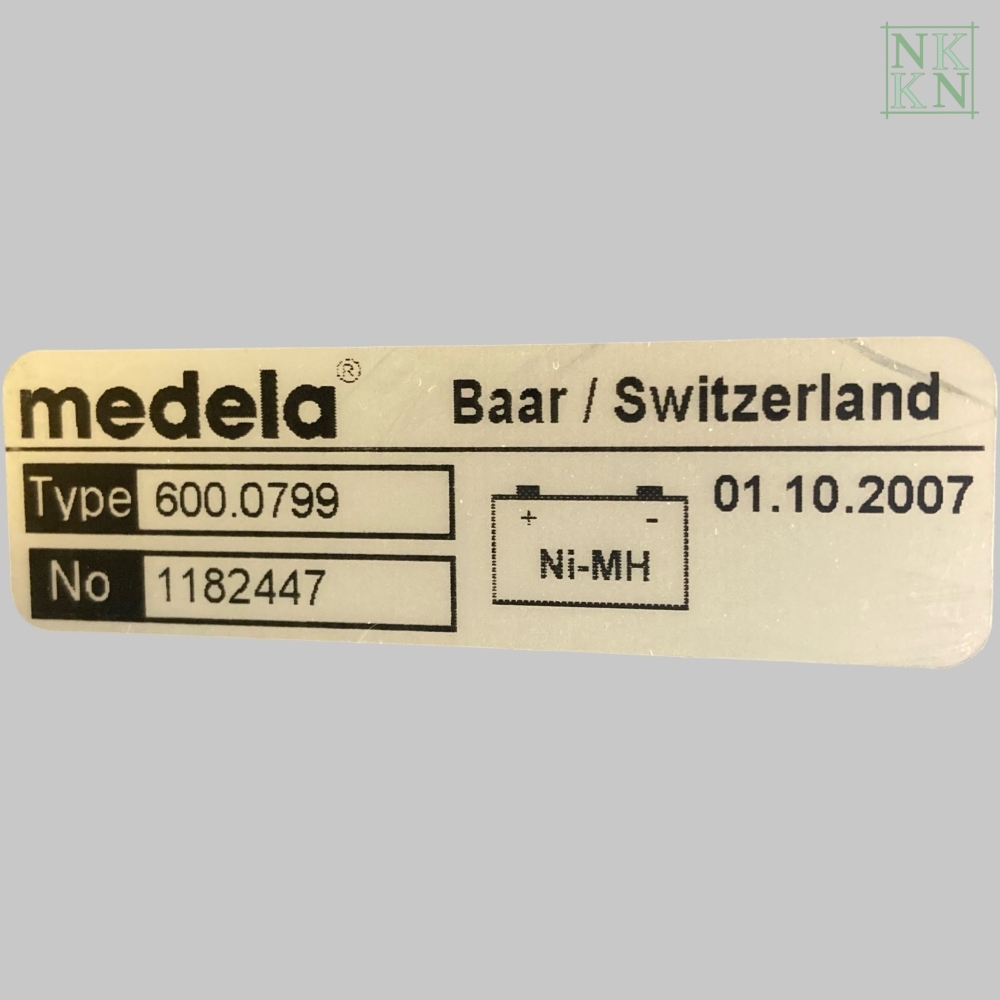 NK
KN
medela®
Baar / Switzerland
Type 600.0799
No 1182447
+ -
Ni-MH
01.10.2007